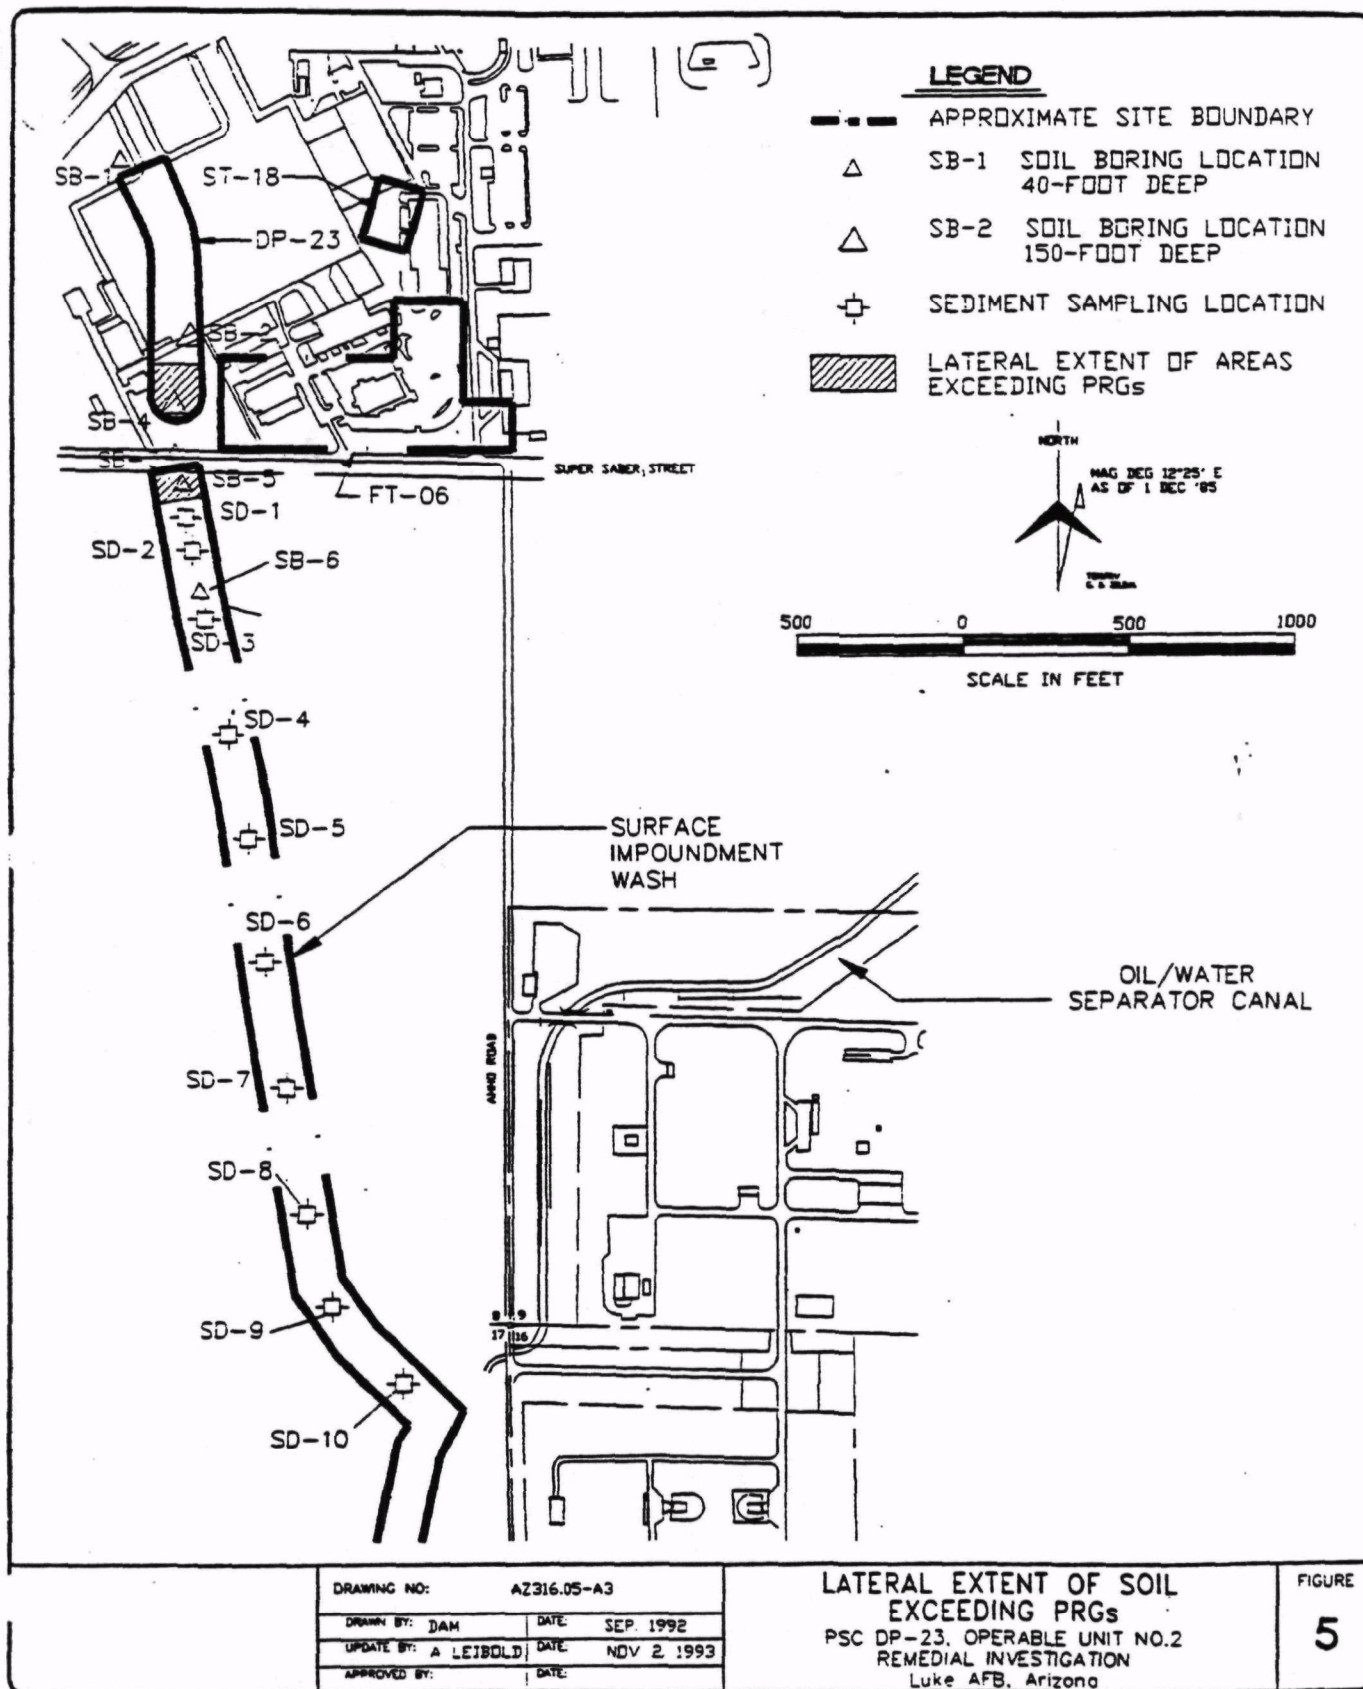 LEGEND
APPROXIMATE SITE BOUNDARY
SB-1 SOIL BORING LOCATION
40-FOOT DEEP
SB-2 SOIL BORING LOCATION
150-FOOT DEEP
SEDIMENT SAMPLING LOCATION
LATERAL EXTENT OF AREAS
EXCEEDING PRGs
NORTH
MAG DEG 12°25' E
AS OF 1 DEC '85
500 0 500 1000
SCALE IN FEET
SB-1
ST-18
DP-23
SB-2
SB-4
SB-
SUPER SABER STREET
SB-5
FT-06
SD-1
SD-2
SB-6
SD-3
SD-4
SD-5
SURFACE
IMPOUNDMENT
WASH
SD-6
OIL/WATER
SEPARATOR CANAL
SD-7
AMMO ROAD
SD-8
8 9
17 16
SD-9
SD-10
DRAWING NO: AZ316.05-A3
DRAWN BY: DAM DATE: SEP. 1992
UPDATE BY: A LEIBOLD DATE: NOV 2 1993
APPROVED BY: DATE:
LATERAL EXTENT OF SOIL
EXCEEDING PRGs
PSC DP-23, OPERABLE UNIT NO.2
REMEDIAL INVESTIGATION
Luke AFB, Arizona
FIGURE
5